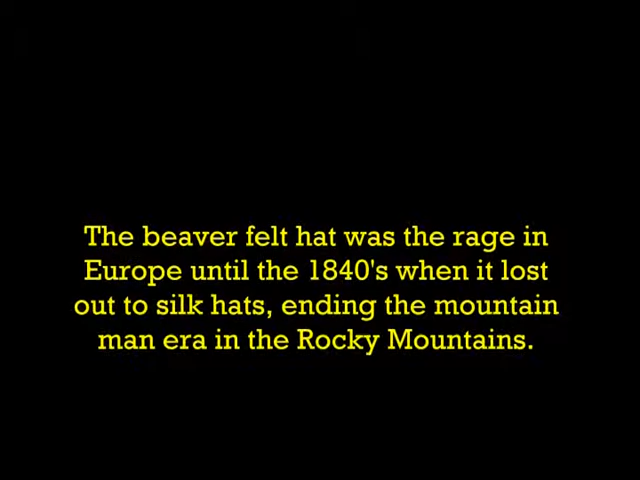 The beaver felt hat was the rage in
Europe until the 1840's when it lost
out to silk hats, ending the mountain
man era in the Rocky Mountains.